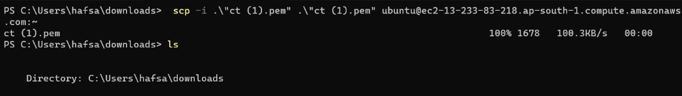 PS C:\Users\hafsa\downloads>  scp -i .\"ct (1).pem" .\"ct (1).pem" ubuntu@ec2-13-233-83-218.ap-south-1.compute.amazonaws
.com:~
ct (1).pem                                                                    100% 1678   100.3KB/s   00:00
PS C:\Users\hafsa\downloads> ls
    Directory: C:\Users\hafsa\downloads